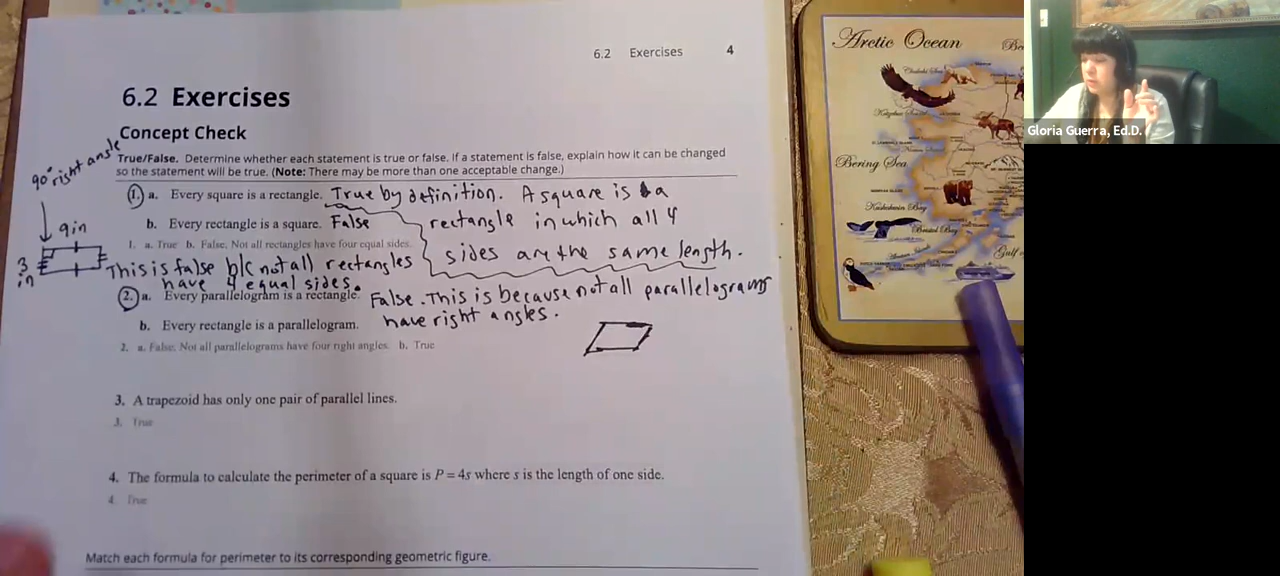 6.2 Exercises 4
6.2 Exercises
Concept Check
True/False. Determine whether each statement is true or false. If a statement is false, explain how it can be changed
so the statement will be true. (Note: There may be more than one acceptable change.)
90° right angle
9 in
3 in
1. a. Every square is a rectangle. True by definition. A square is a
b. Every rectangle is a square. False rectangle in which all 4
1. a. True b. False. Not all rectangles have four equal sides. sides are the same length.
This is false b/c not all rectangles
have 4 equal sides.
2. a. Every parallelogram is a rectangle. False. This is because not all parallelograms
have right angles.
b. Every rectangle is a parallelogram.
2. a. False. Not all parallelograms have four right angles. b. True
3. A trapezoid has only one pair of parallel lines.
3. True
4. The formula to calculate the perimeter of a square is P = 4s where s is the length of one side.
4. True
Match each formula for perimeter to its corresponding geometric figure.
Arctic Ocean
Chukchi Sea
Bering Sea
Bristol Bay
Gulf
Gloria Guerra, Ed.D.